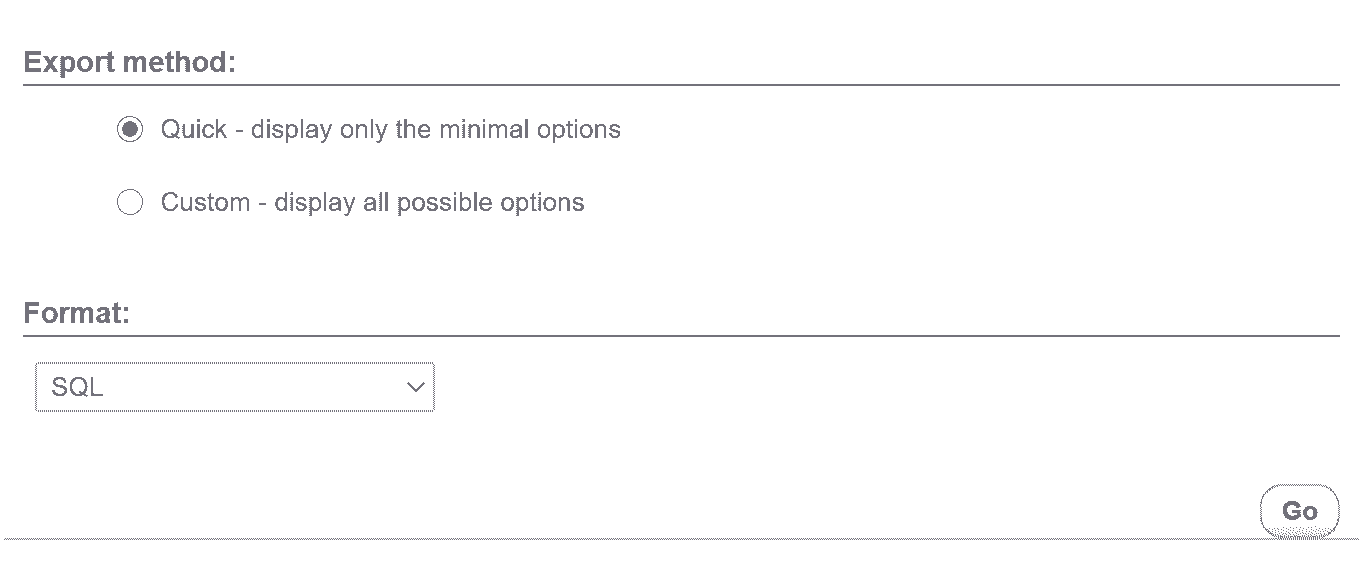 Export method:
Quick - display only the minimal options
Custom - display all possible options
Format:
SQL
Go